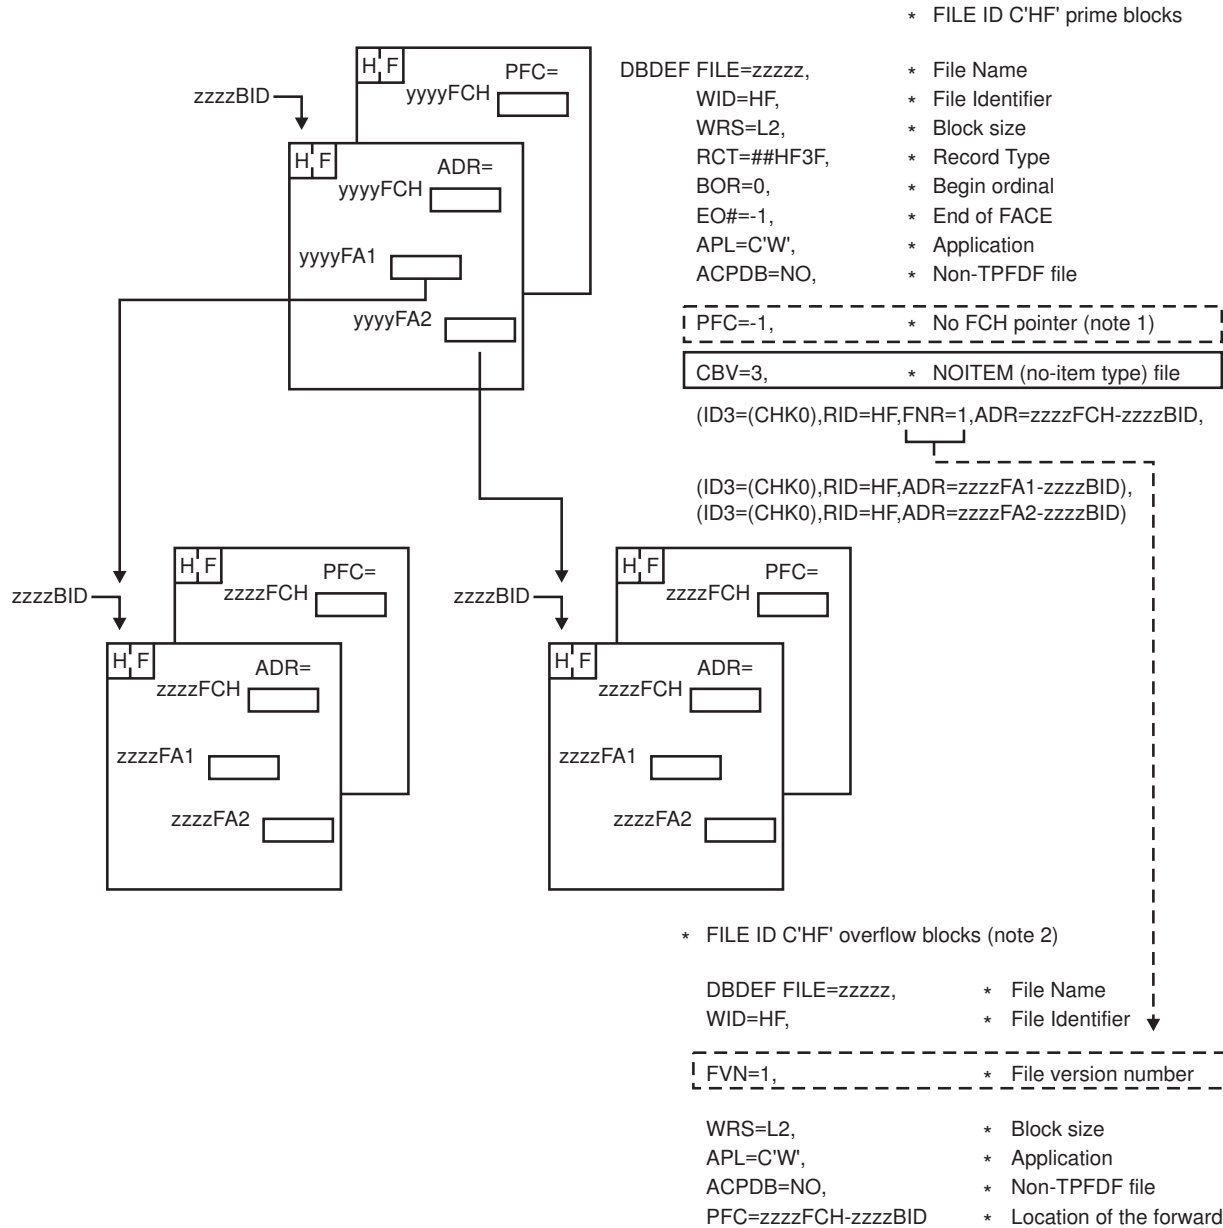 * FILE ID C'HF' prime blocks
H F
PFC=
yyyyFCH
zzzzBID
H F
ADR=
yyyyFCH
yyyyFA1
yyyyFA2
DBDEF FILE=zzzzz, * File Name
WID=HF, * File Identifier
WRS=L2, * Block size
RCT=##HF3F, * Record Type
BOR=0, * Begin ordinal
EO#=-1, * End of FACE
APL=C'W', * Application
ACPDB=NO, * Non-TPFDF file
PFC=-1, * No FCH pointer (note 1)
CBV=3, * NOITEM (no-item type) file
(ID3=(CHK0),RID=HF,FNR=1,ADR=zzzzFCH-zzzzBID,
(ID3=(CHK0),RID=HF,ADR=zzzzFA1-zzzzBID),
(ID3=(CHK0),RID=HF,ADR=zzzzFA2-zzzzBID)
H F
PFC=
zzzzFCH
zzzzBID
H F
ADR=
zzzzFCH
zzzzFA1
zzzzFA2
H F
PFC=
zzzzFCH
zzzzBID
H F
ADR=
zzzzFCH
zzzzFA1
zzzzFA2
* FILE ID C'HF' overflow blocks (note 2)
DBDEF FILE=zzzzz, * File Name
WID=HF, * File Identifier
FVN=1, * File version number
WRS=L2, * Block size
APL=C'W', * Application
ACPDB=NO, * Non-TPFDF file
PFC=zzzzFCH-zzzzBID * Location of the forward